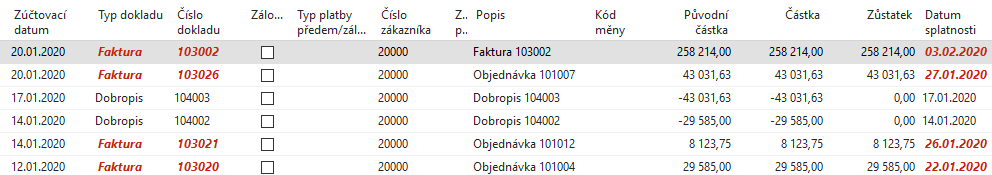 Zúčtovací datum Typ dokladu Číslo dokladu Zálo... Typ platby předem/zál... Číslo zákazníka Z... p... Popis Kód měny Původní částka Částka Zůstatek Datum splatnosti
20.01.2020 Faktura 103002 20000 Faktura 103002 258 214,00 258 214,00 258 214,00 03.02.2020
20.01.2020 Faktura 103026 20000 Objednávka 101007 43 031,63 43 031,63 43 031,63 27.01.2020
17.01.2020 Dobropis 104003 20000 Dobropis 104003 -43 031,63 -43 031,63 0,00 17.01.2020
14.01.2020 Dobropis 104002 20000 Dobropis 104002 -29 585,00 -29 585,00 0,00 14.01.2020
14.01.2020 Faktura 103021 20000 Objednávka 101012 8 123,75 8 123,75 8 123,75 26.01.2020
12.01.2020 Faktura 103020 20000 Objednávka 101004 29 585,00 29 585,00 29 585,00 22.01.2020